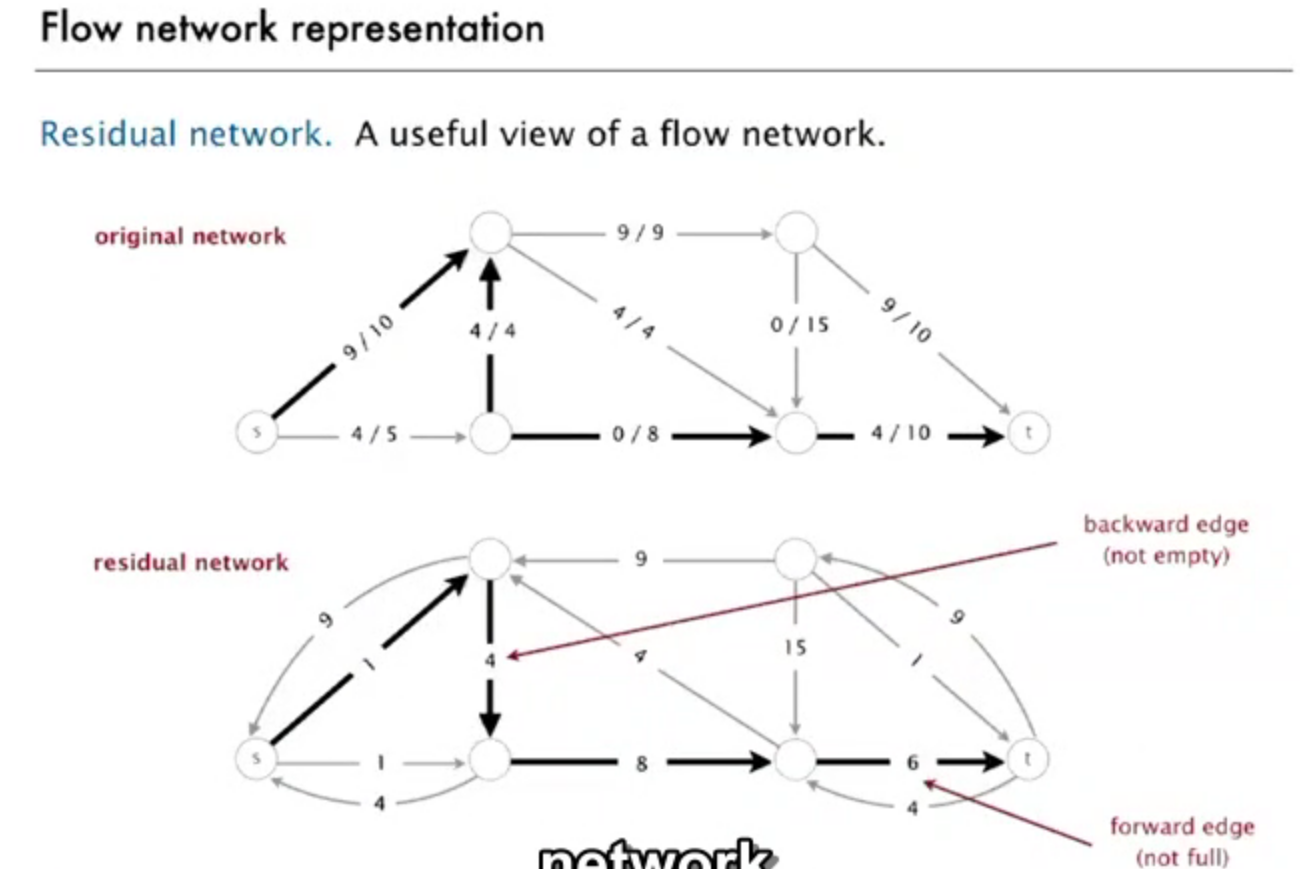 Flow network representation
Residual network. A useful view of a flow network.
original network
9 / 9
9 / 10
4 / 4
4 / 4
0 / 15
9 / 10
s
4 / 5
0 / 8
4 / 10
t
backward edge
(not empty)
residual network
9
9
9
1
4
4
15
1
s
1
8
6
t
4
4
forward edge
(not full)
network